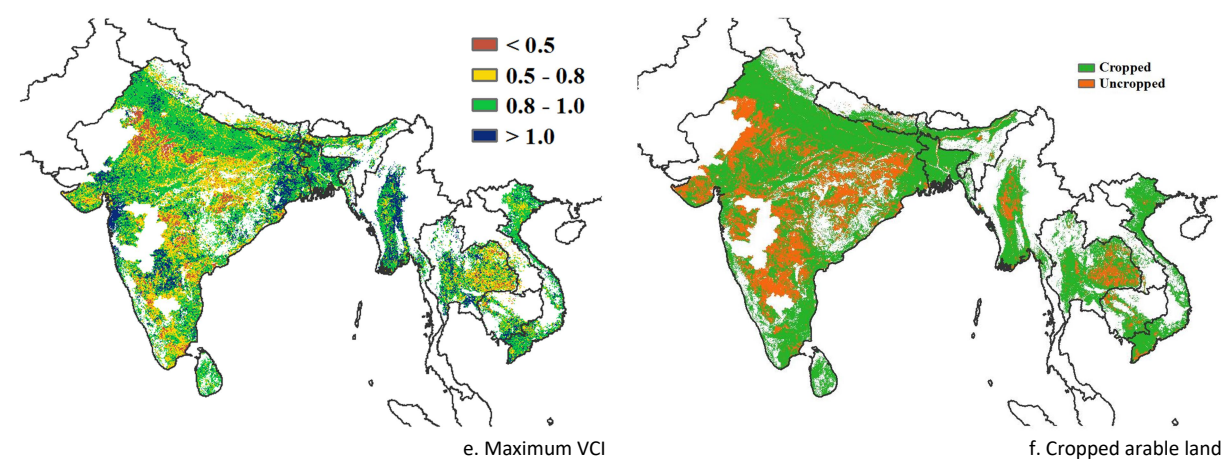 < 0.5
0.5 - 0.8
0.8 - 1.0
> 1.0
Cropped
Uncropped
e. Maximum VCI
f. Cropped arable land